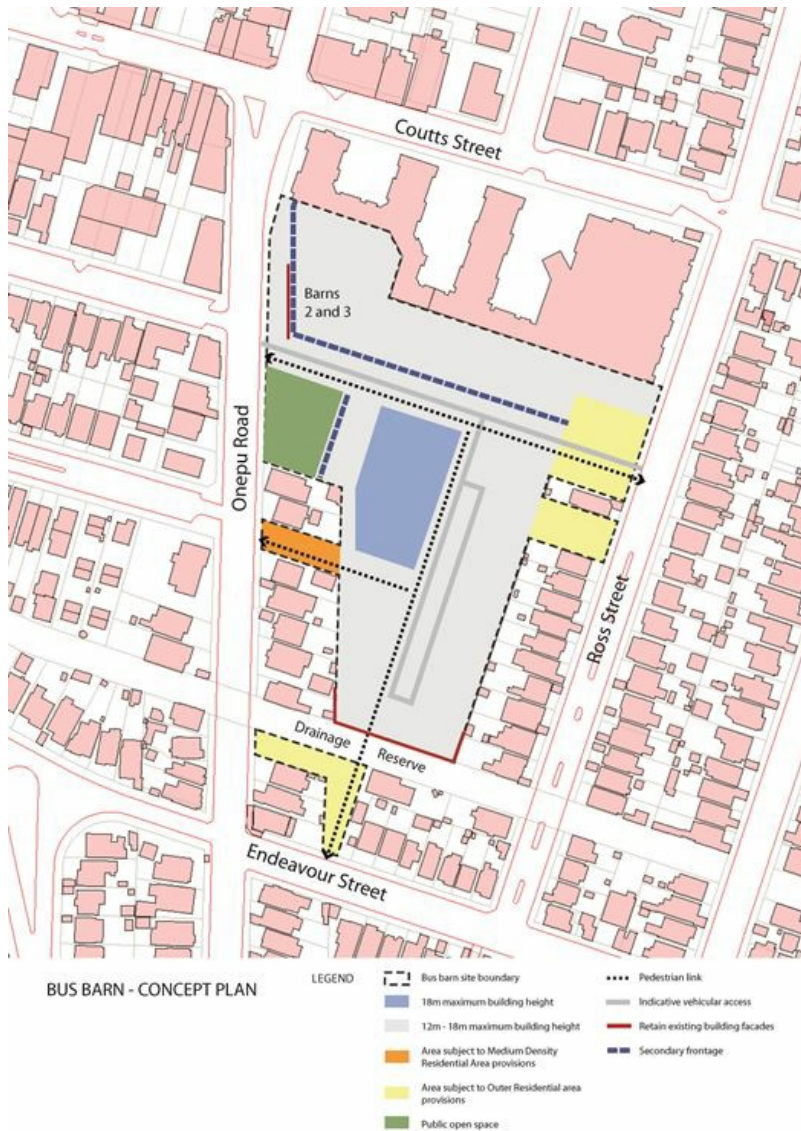 Coutts Street
Barns
2 and 3
Onepu Road
Ross Street
Drainage
Reserve
Endeavour Street
BUS BARN - CONCEPT PLAN
LEGEND
Bus barn site boundary
18m maximum building height
12m - 18m maximum building height
Area subject to Medium Density
Residential Area provisions
Area subject to Outer Residential area
provisions
Public open space
Pedestrian link
Indicative vehicular access
Retain existing building facades
Secondary frontage